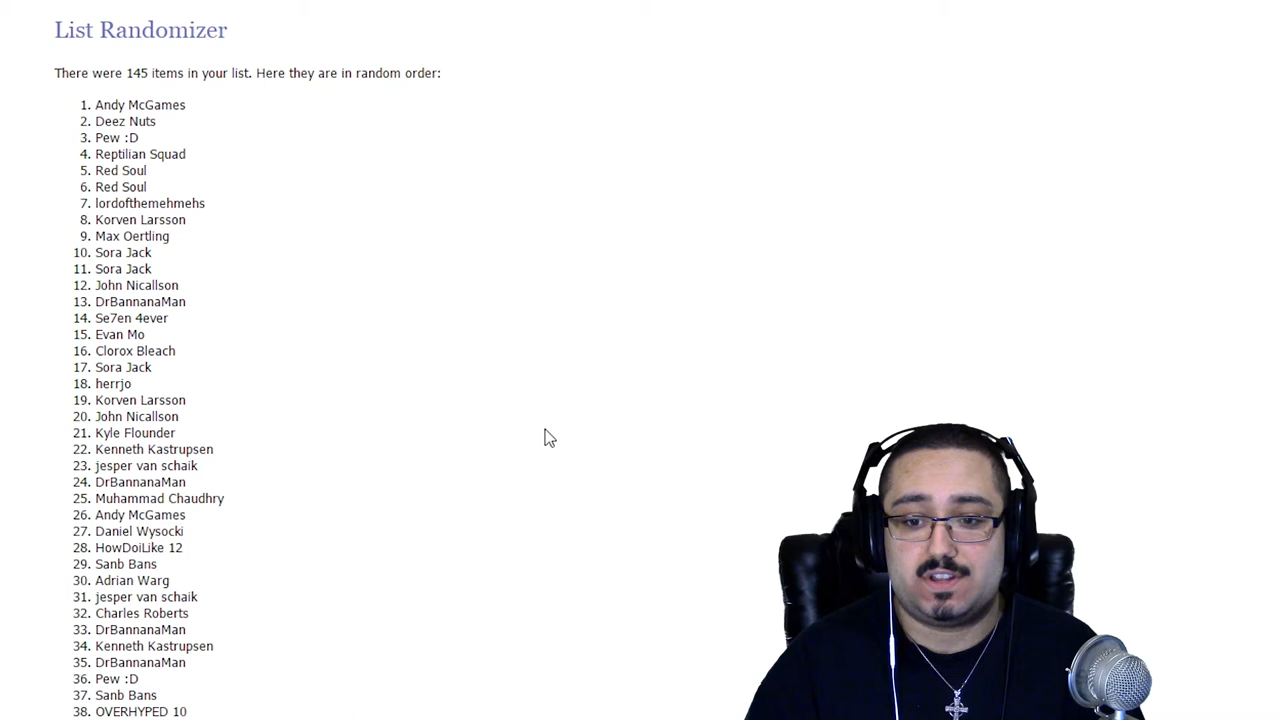 List Randomizer
There were 145 items in your list. Here they are in random order:
1. Andy McGames
2. Deez Nuts
3. Pew :D
4. Reptilian Squad
5. Red Soul
6. Red Soul
7. lordofthemehmehs
8. Korven Larsson
9. Max Oertling
10. Sora Jack
11. Sora Jack
12. John Nicallson
13. DrBannanaMan
14. Se7en 4ever
15. Evan Mo
16. Clorox Bleach
17. Sora Jack
18. herrjo
19. Korven Larsson
20. John Nicallson
21. Kyle Flounder
22. Kenneth Kastrupsen
23. jesper van schaik
24. DrBannanaMan
25. Muhammad Chaudhry
26. Andy McGames
27. Daniel Wysocki
28. HowDoiLike 12
29. Sanb Bans
30. Adrian Warg
31. jesper van schaik
32. Charles Roberts
33. DrBannanaMan
34. Kenneth Kastrupsen
35. DrBannanaMan
36. Pew :D
37. Sanb Bans
38. OVERHYPED 10